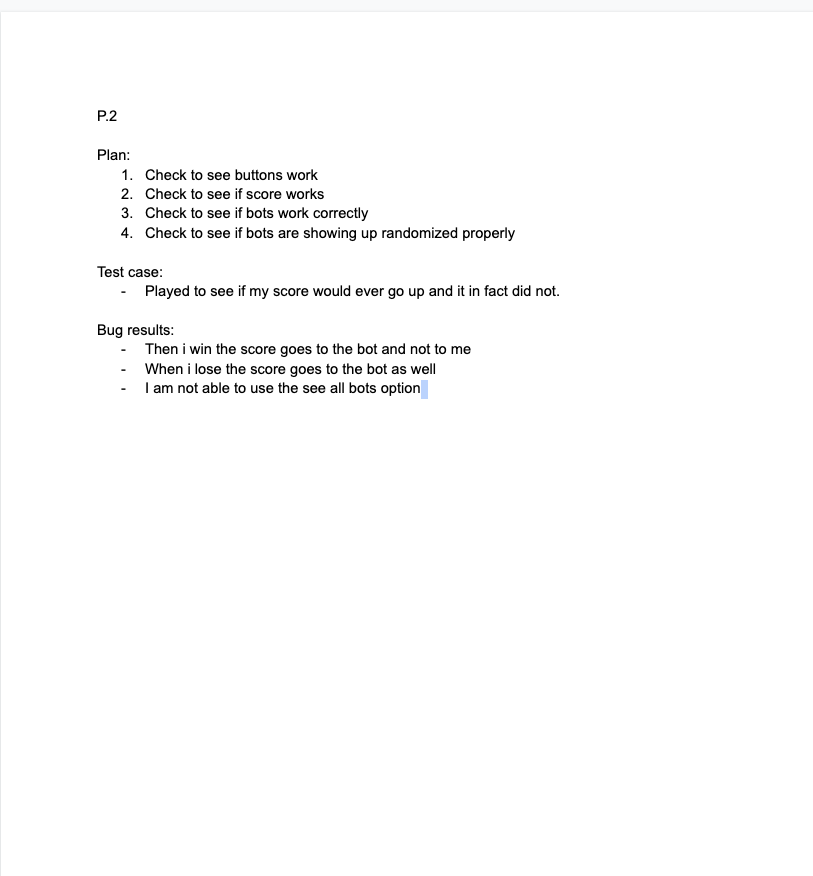 P.2
Plan:
1. Check to see buttons work
2. Check to see if score works
3. Check to see if bots work correctly
4. Check to see if bots are showing up randomized properly
Test case:
- Played to see if my score would ever go up and it in fact did not.
Bug results:
- Then i win the score goes to the bot and not to me
- When i lose the score goes to the bot as well
- I am not able to use the see all bots option